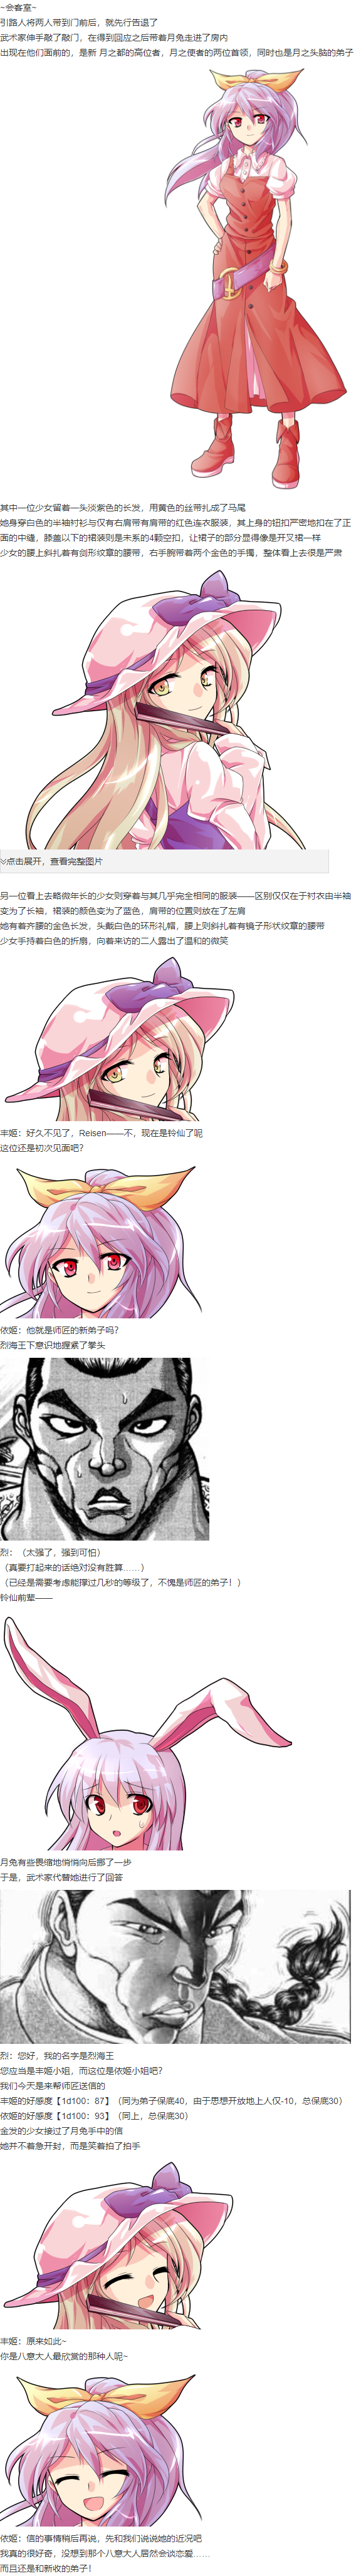 ~会客室~
引路人将两人带到门前后，就先行告退了
武术家伸手敲了敲门，在得到回应之后带着月兔走进了房内
出现在他们面前的，是新 月之都的高位者，月之使者的两位首领，同时也是月之头脑的弟子
其中一位少女留着一头淡紫色的长发，用黄色的丝带扎成了马尾
她身穿白色的半袖衬衫与仅有右肩带有肩带的红色连衣服装，其上身的钮扣严密地扣在了正
面的中缝，膝盖以下的裙装则是未系的4颗空扣，让裙子的部分显得像是开叉裙一样
少女的腰上斜扎着有剑形纹章的腰带，右手腕带着两个金色的手镯，整体看上去很是严肃
点击展开，查看完整图片
另一位看上去略微年长的少女则穿着与其几乎完全相同的服装——区别仅仅在于衬衣由半袖
变为了长袖，裙装的颜色变为了蓝色，肩带的位置则放在了左肩
她有着齐腰的金色长发，头戴白色的环形礼帽，腰上则斜扎着有镜子形状纹章的腰带
少女手持着白色的折扇，向着来访的二人露出了温和的微笑
丰姬：好久不见了，Reisen——不，现在是铃仙了呢
这位还是初次见面吧？
依姬：他就是师匠的新弟子吗？
烈海王下意识地握紧了拳头
烈：（太强了，强到可怕）
（真要打起来的话绝对没有胜算……）
（已经是需要考虑能撑过几秒的等级了，不愧是师匠的弟子！）
铃仙前辈——
月兔有些畏缩地悄悄向后挪了一步
于是，武术家代替她进行了回答
烈：您好，我的名字是烈海王
您应当是丰姬小姐，而这位是依姬小姐吧？
我们今天是来帮师匠送信的
丰姬的好感度【1d100：87】（同为弟子保底40，由于思想开放地上人仅-10，总保底30）
依姬的好感度【1d100：93】（同上，总保底30）
金发的少女接过了月兔手中的信
她并不着急开封，而是笑着拍了拍手
丰姬：原来如此~
你是八意大人最欣赏的那种人呢~
依姬：信的事情稍后再说，先和我们说说她的近况吧
我真的很好奇，没想到那个八意大人居然会谈恋爱……
而且还是和新收的弟子！